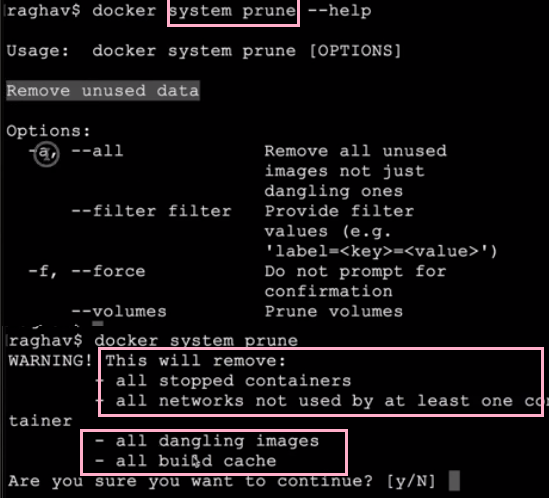 raghav$ docker system prune --help
Usage:  docker system prune [OPTIONS]
Remove unused data
Options:
-a, --all Remove all unused
images not just
dangling ones
--filter filter Provide filter
values (e.g.
'label=<key>=<value>')
-f, --force Do not prompt for
confirmation
--volumes Prune volumes
raghav$ docker system prune
WARNING! This will remove:
- all stopped containers
- all networks not used by at least one con
tainer
- all dangling images
- all build cache
Are you sure you want to continue? [y/N]